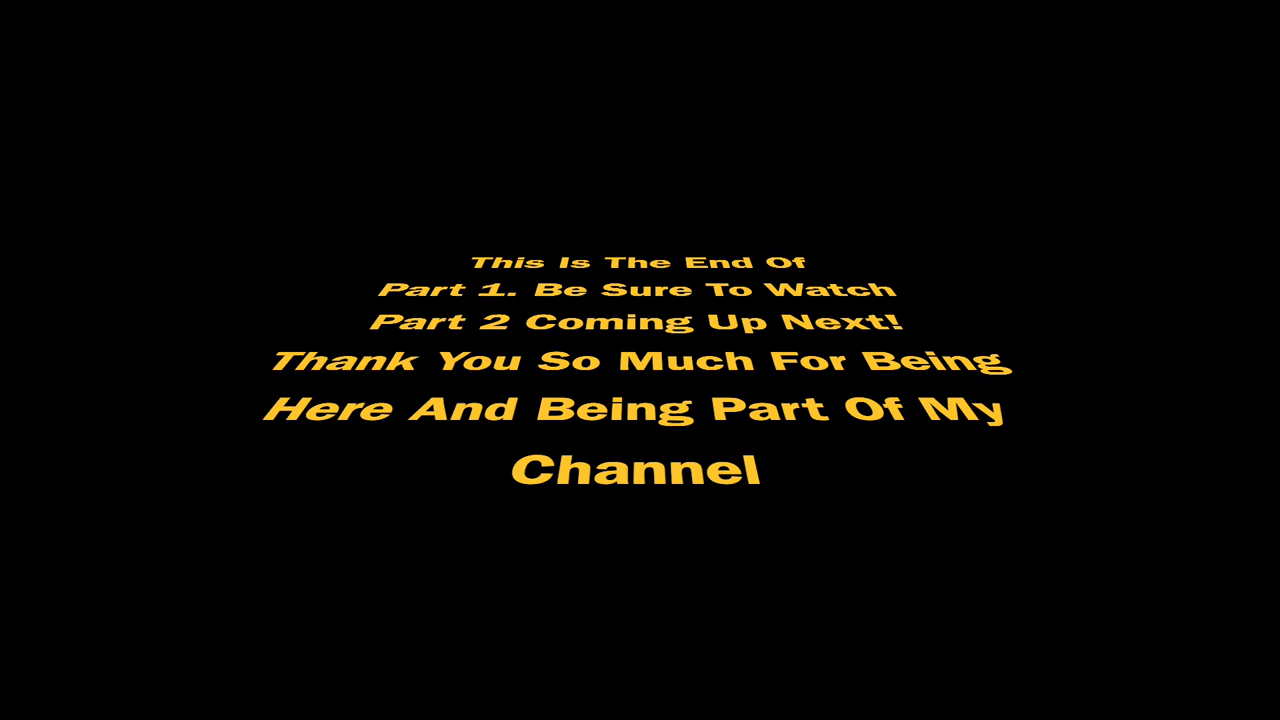 This Is The End Of
Part 1. Be Sure To Watch
Part 2 Coming Up Next!
Thank You So Much For Being
Here And Being Part Of My
Channel